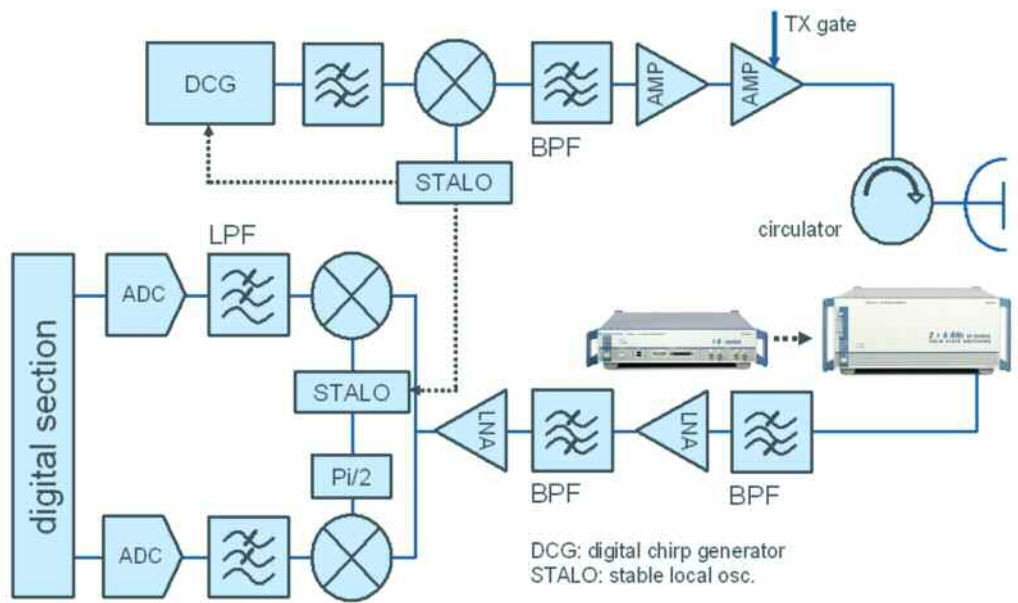 TX gate
DCG
AMP
AMP
BPF
STALO
circulator
LPF
ADC
STALO
LNA
LNA
BPF
BPF
Pi/2
digital section
ADC
DCG: digital chirp generator
STALO: stable local osc.